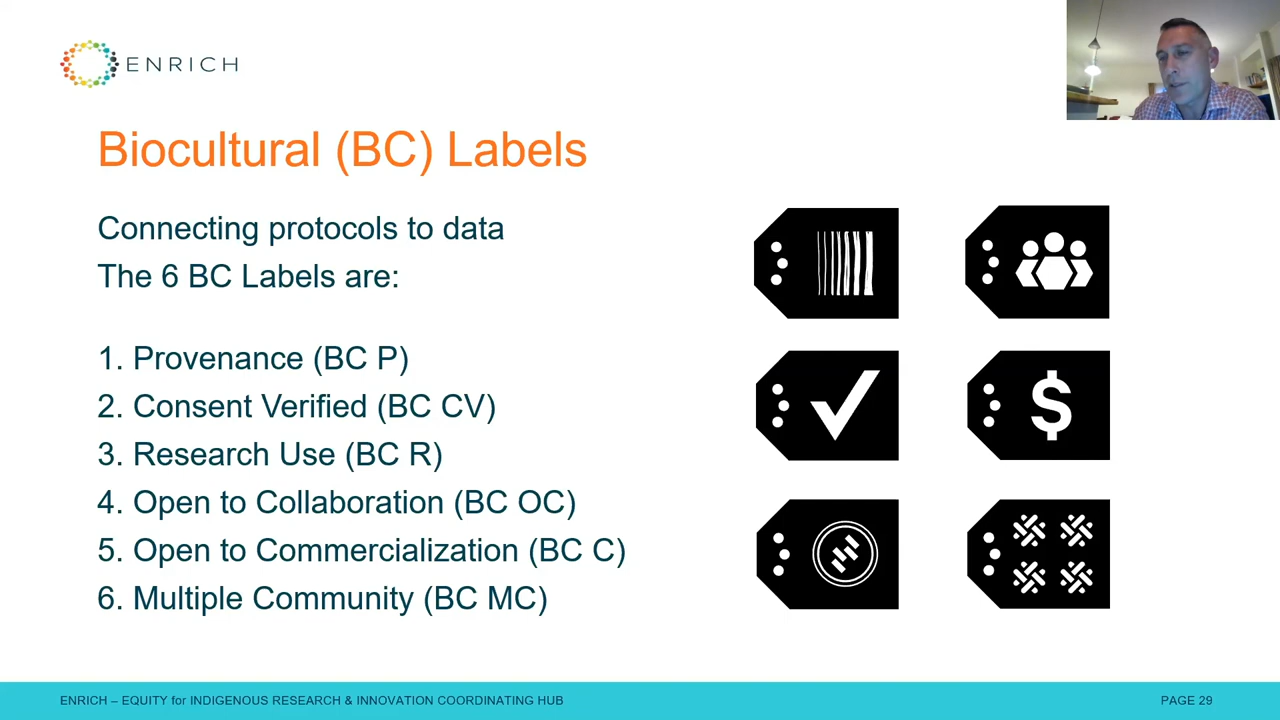 ENRICH
Biocultural (BC) Labels
Connecting protocols to data
The 6 BC Labels are:
1. Provenance (BC P)
2. Consent Verified (BC CV)
3. Research Use (BC R)
4. Open to Collaboration (BC OC)
5. Open to Commercialization (BC C)
6. Multiple Community (BC MC)
$
ENRICH – EQUITY for INDIGENOUS RESEARCH & INNOVATION COORDINATING HUB
PAGE 29